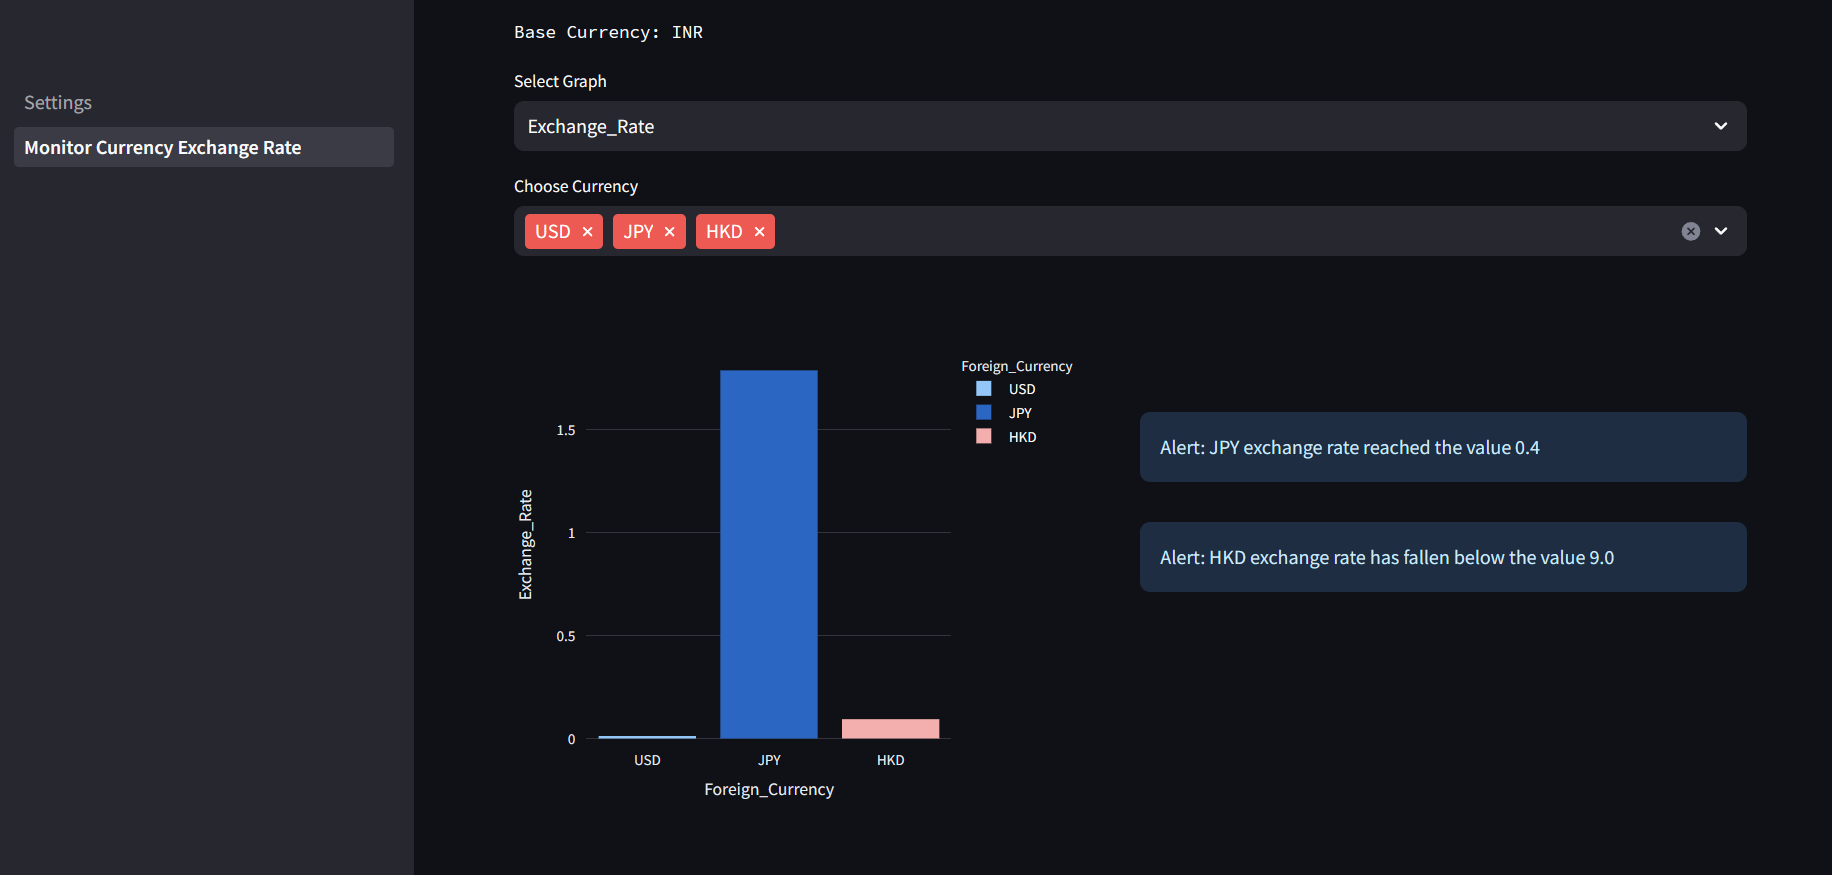 Settings
Monitor Currency Exchange Rate
Base Currency: INR
Select Graph
Exchange_Rate
Choose Currency
USD JPY HKD
Foreign_Currency
USD
JPY
HKD
1.5
1
0.5
0
Exchange_Rate
USD JPY HKD
Foreign_Currency
Alert: JPY exchange rate reached the value 0.4
Alert: HKD exchange rate has fallen below the value 9.0